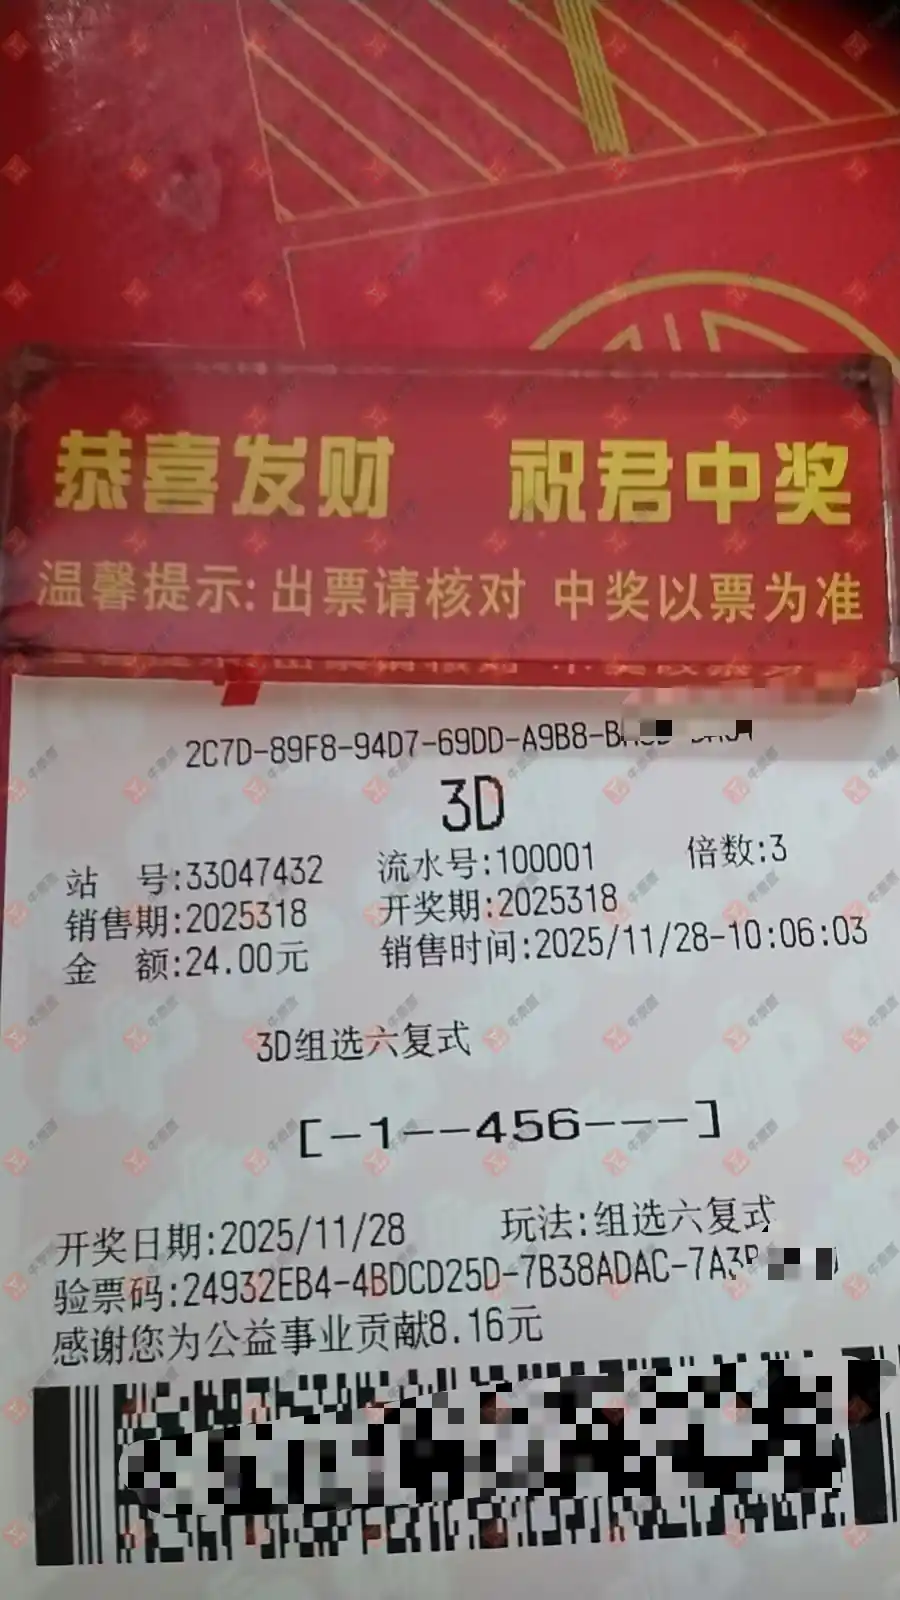 恭喜发财 祝君中奖
温馨提示:出票请核对 中奖以票为准
2C7D-89F8-94D7-69DD-A9B8-B
3D
站 号:33047432 流水号:100001 倍数:3
销售期:2025318 开奖期:2025318
金 额:24.00元 销售时间:2025/11/28-10:06:03
3D组选六复式
[-1--456---]
开奖日期:2025/11/28 玩法:组选六复式
验票码:24932EB4-4BDCD25D-7B38ADAC-7A3
感谢您为公益事业贡献8.16元